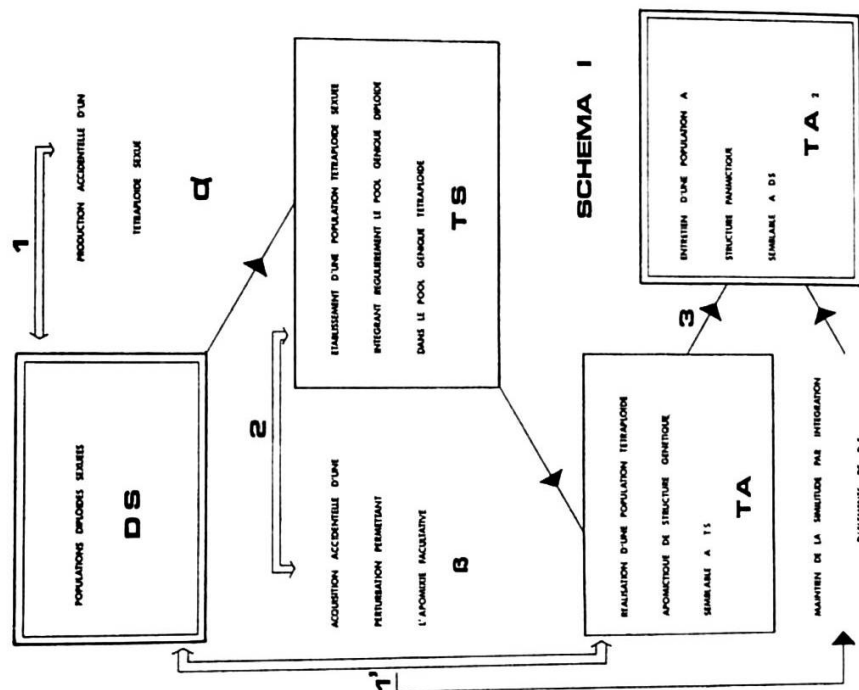 1
POPULATIONS DIPLOIDES SEXUEES
DS
PRODUCTION ACCIDENTELLE D'UN
TETRAPLOIDE SEXUE
α
2
ACQUISITION ACCIDENTELLE D'UNE
PERTURBATION PERMETTANT
L'APOMIXIE FACULTATIVE
β
ETABLISSEMENT D'UNE POPULATION TETRAPLOIDE SEXUEE
INTEGRANT REGULIEREMENT LE POOL GENIQUE DIPLOIDE
DANS LE POOL GENIQUE TETRAPLOIDE
TS
1'
SCHEMA I
REALISATION D'UNE POPULATION TETRAPLOIDE
APOMICTIQUE DE STRUCTURE GENETIQUE
SEMBLABLE A TS
TA
3
ENTRETIEN D'UNE POPULATION A
STRUCTURE PANMICTIQUE
SEMBLABLE A DS
TA 2
MAINTIEN DE LA SIMILITUDE PAR INTEGRATION